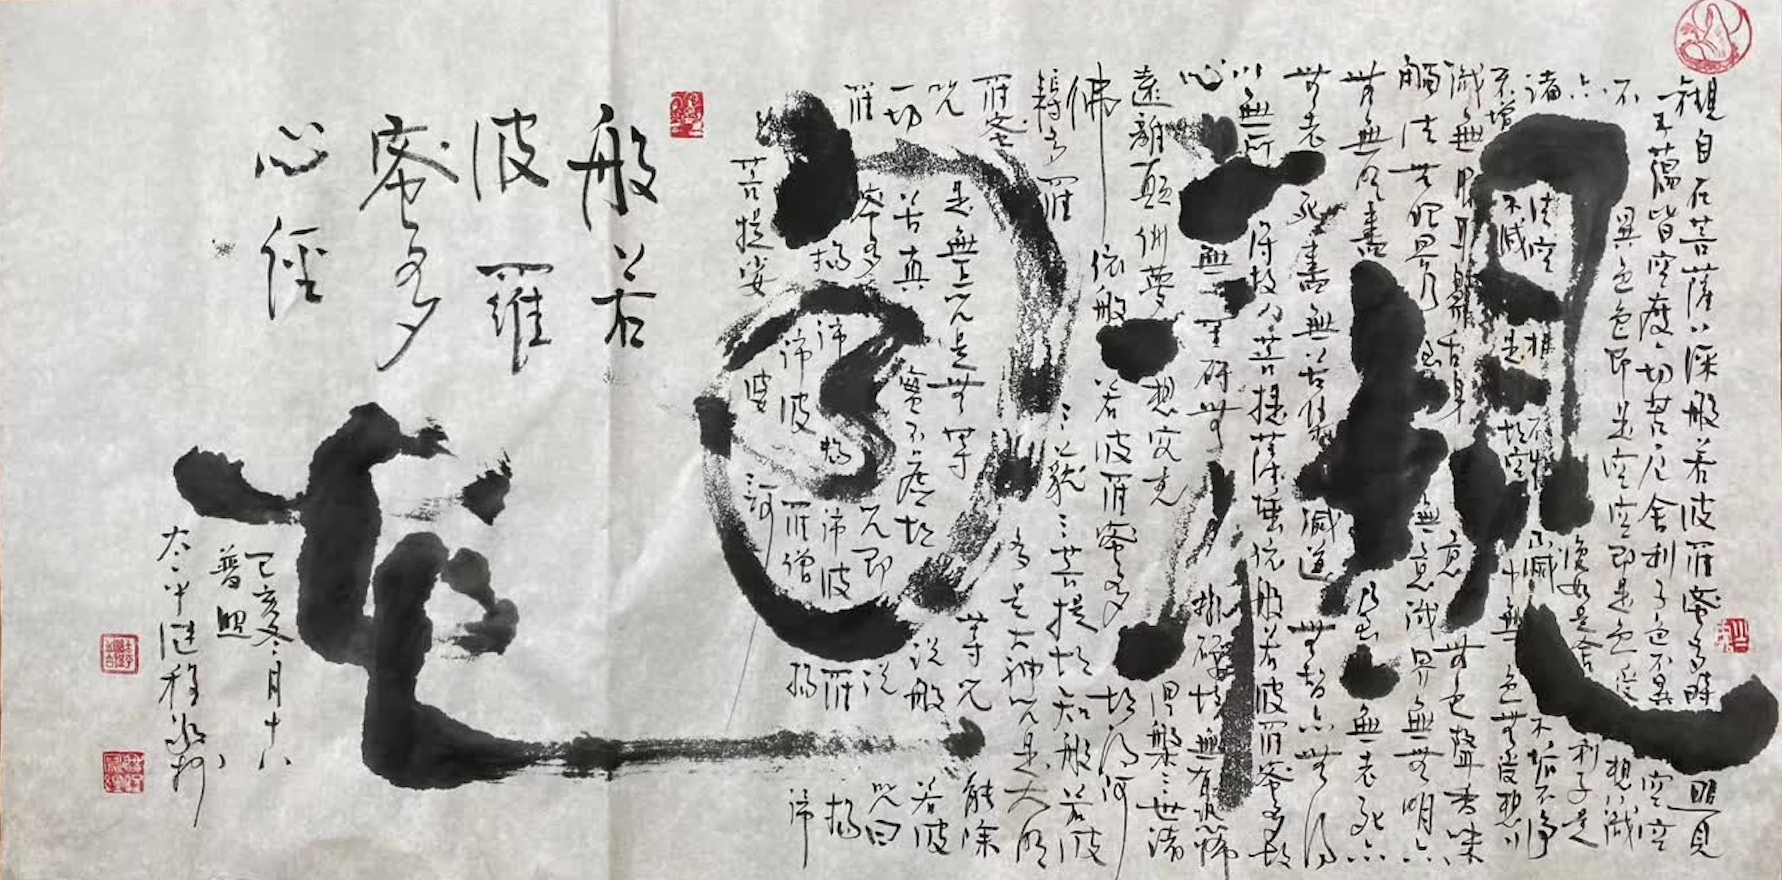 觀自在菩薩行深般若波羅蜜多時照見
五蘊皆空度一切苦厄舍利子色不異空空
不異色色即是空空即是色受想行識
亦復如是舍利子是
諸法空相不生不滅不垢不淨
不增不減是故空中無色無受想行
識無眼耳鼻舌身意無色聲香味
觸法無眼界乃至無意識界無無明亦
無無明盡乃至無老死亦
無老死盡無苦集滅道無智亦無得
以無所得故菩提薩埵依般若波羅蜜多故
心無罣礙無罣礙故無有恐怖
遠離顛倒夢想究竟涅槃三世諸
佛依般若波羅蜜多故得阿
耨多羅三藐三菩提故知般若波
羅蜜多是大神咒是大明
咒是無上咒是無等等咒能除
一切苦真實不虛故說般若波
羅蜜多咒即說咒曰
揭諦揭諦波羅揭
諦波羅僧揭諦
菩提娑婆訶
般若
波羅
蜜多
心經
己亥冬月十八
普照
太平